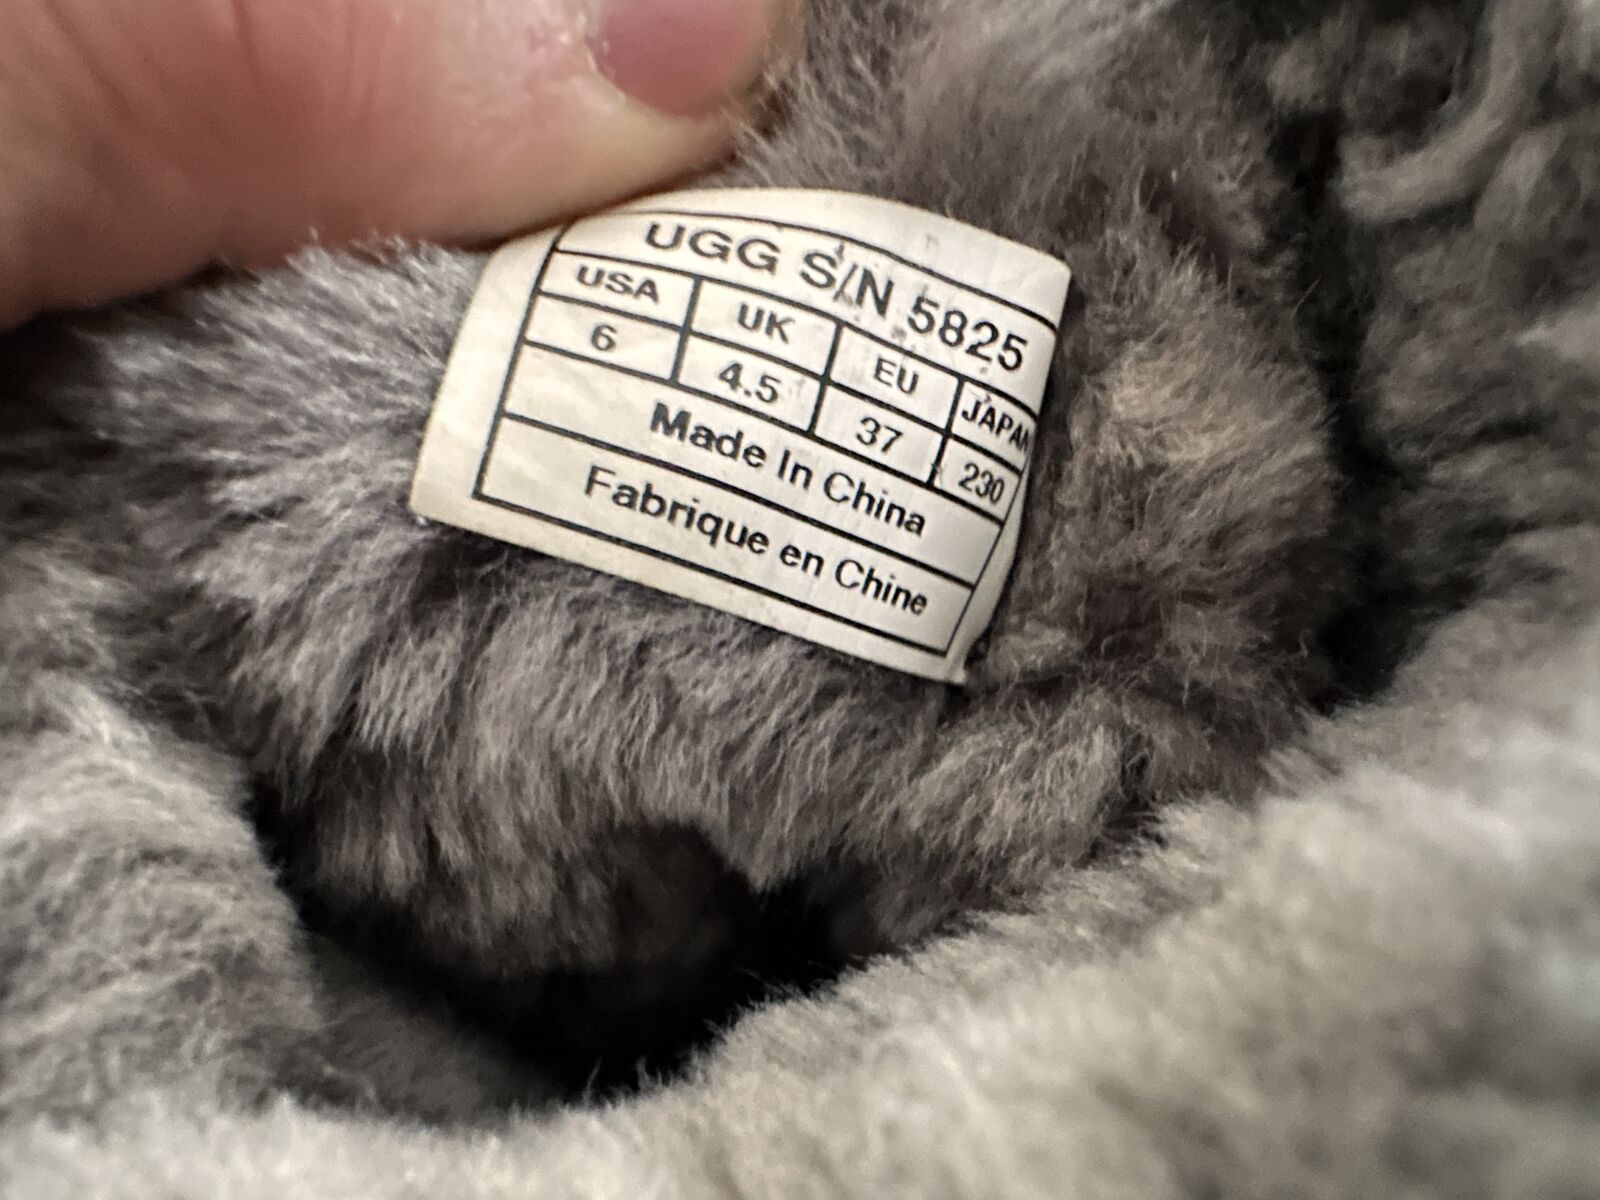 UGG S/N 5825
USA UK EU JAPAN
6 4.5 37 230
Made In China
Fabrique en Chine